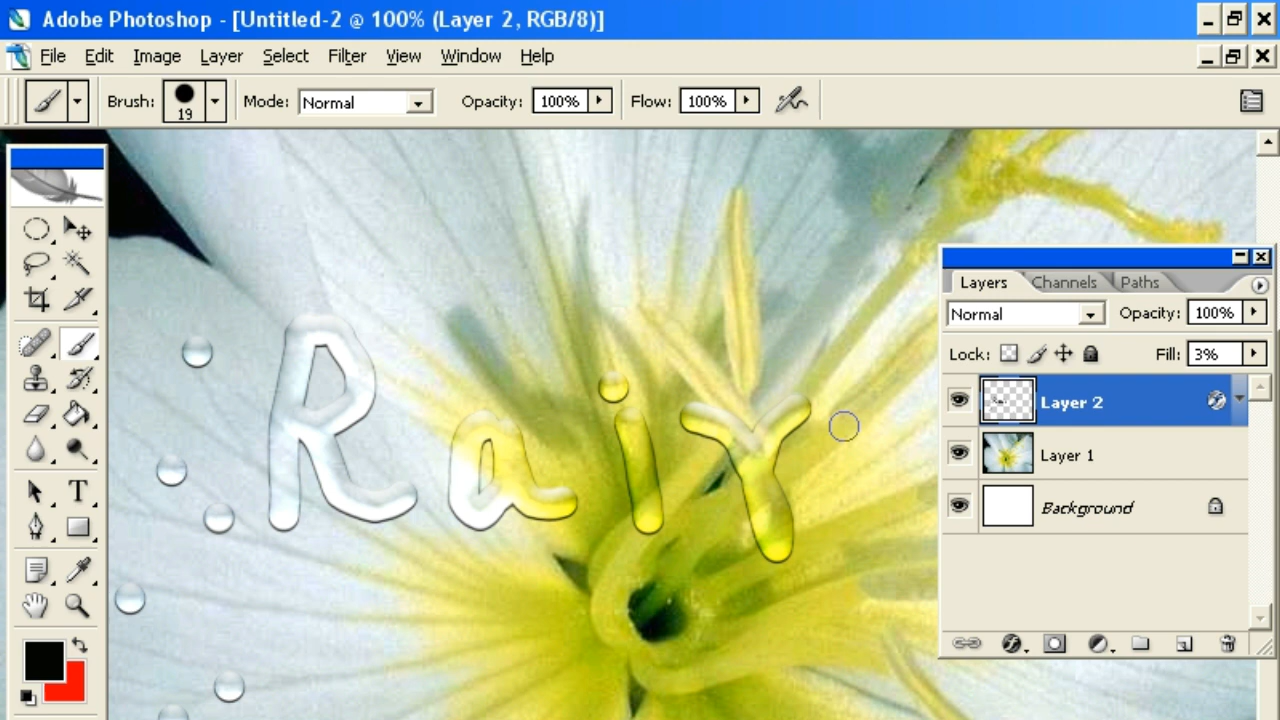 Adobe Photoshop - [Untitled-2 @ 100% (Layer 2, RGB/8)]
File Edit Image Layer Select Filter View Window Help
Brush: 19 Mode: Normal Opacity: 100% Flow: 100%
Layers Channels Paths
Normal Opacity: 100%
Lock: Fill: 3%
Layer 2
Layer 1
Background
RaiY
T